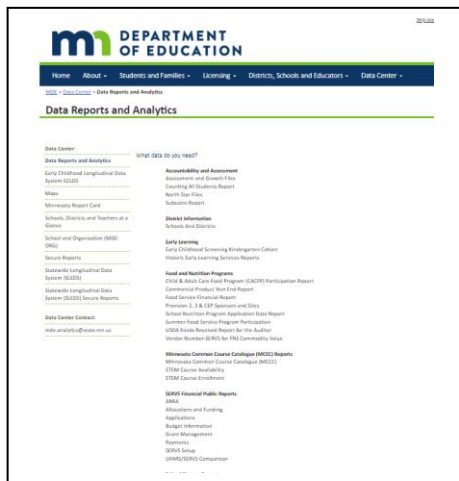 DEPARTMENT
OF EDUCATION
Home About Students and Families Licensing Districts, Schools and Educators Data Center
MDE > Data Center > Data Reports and Analytics
Data Reports and Analytics
Data Center:
Data Reports and Analytics
Early Childhood Longitudinal Data
System ECLDS
Maps
Minnesota Report Card
Schools, Districts and Teachers at a
Glance
School and Organization (MDE-
ORG)
Secure Reports
Statewide Longitudinal Data
System (SLEDS)
Statewide Longitudinal Data
System (SLEDS) Secure Reports
Data Center Contact:
mde.analytics@state.mn.us
What data do you need?
Accountability and Assessment
Assessment and Growth Files
Counting All Students Report
North Star Files
Subscore Report
District Information
Schools And Districts
Early Learning
Early Childhood Screening Kindergarten Cohort
Historic Early Learning Services Reports
Food and Nutrition Programs
Child & Adult Care Food Program (CACFP) Participation Report
Commercial Product Year End Report
Food Service Financial Report
Provision 2, 3 & CEP Sponsors and Sites
School Nutrition Program Application Data Report
Summer Food Service Program Participation
USDA Foods Received Report for the Auditor
Vendor Number-SERVS for FNS Commodity Value
Minnesota Common Course Catalogue (MCCC) Reports
Minnesota Common Course Catalogue (MCCC)
STEM Course Availability
STEM Course Enrollment
SERVS Financial Public Reports
ARRA
Allocations and Funding
Applications
Budget Information
Grant Management
Payments
SERVS Setup
UFARS/SERVS Comparison